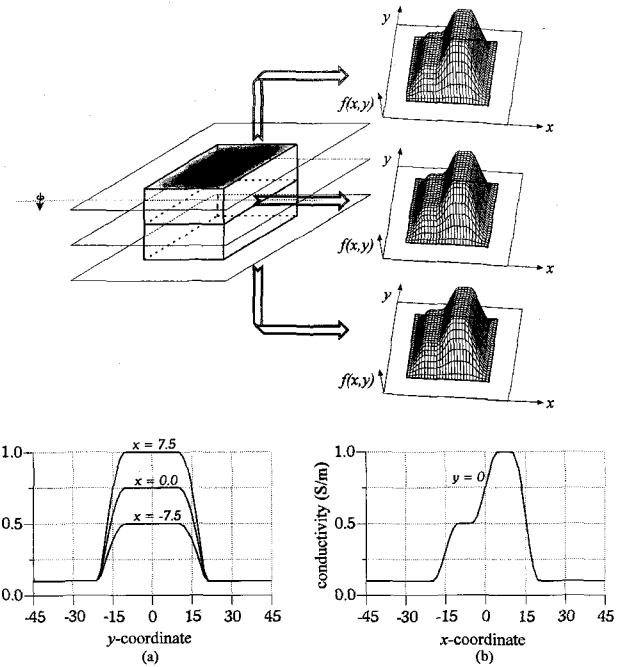 y
f(x,y)
x
ϕ
y
f(x,y)
x
y
f(x,y)
x
1.0
0.5
0.0
x = 7.5
x = 0.0
x = -7.5
-45 -30 -15 0 15 30 45
y-coordinate
(a)
conductivity (S/m)
1.0
0.5
0.0
y = 0
-45 -30 -15 0 15 30 45
x-coordinate
(b)